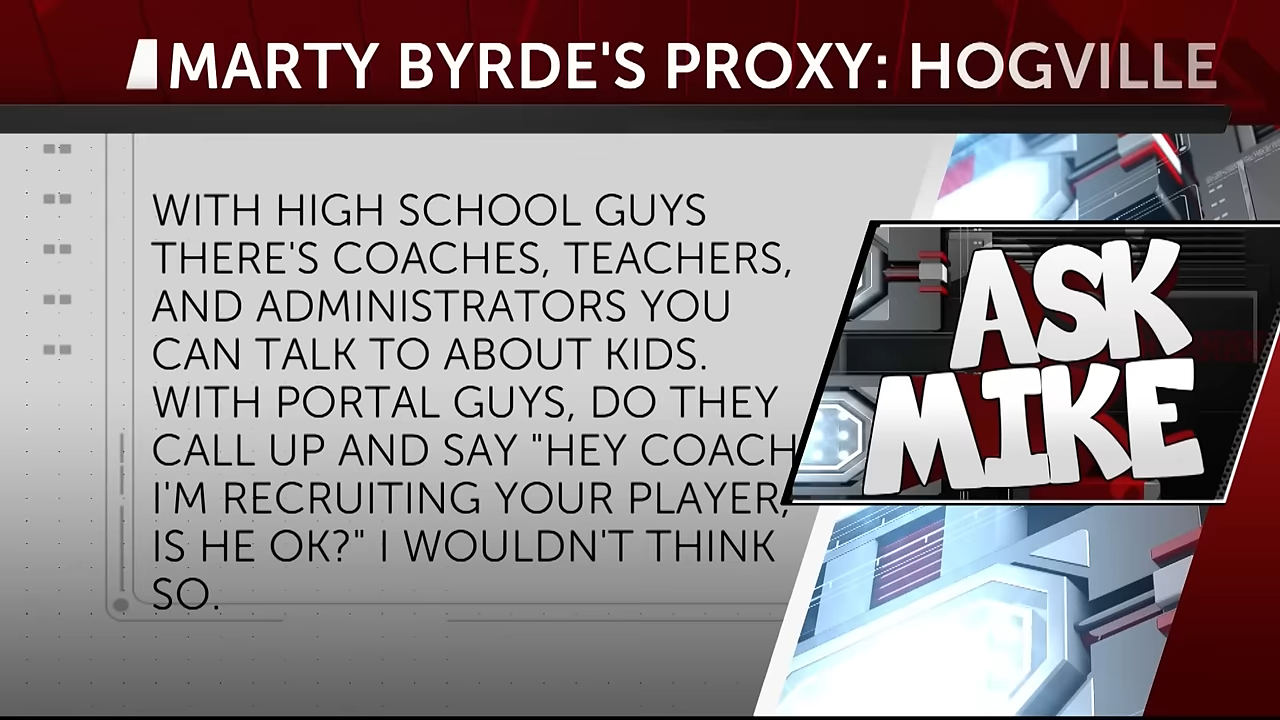 MARTY BYRDE'S PROXY: HOGVILLE
WITH HIGH SCHOOL GUYS
THERE'S COACHES, TEACHERS,
AND ADMINISTRATORS YOU
CAN TALK TO ABOUT KIDS.
WITH PORTAL GUYS, DO THEY
CALL UP AND SAY "HEY COACH
I'M RECRUITING YOUR PLAYER,
IS HE OK?" I WOULDN'T THINK
SO.
ASK
MIKE